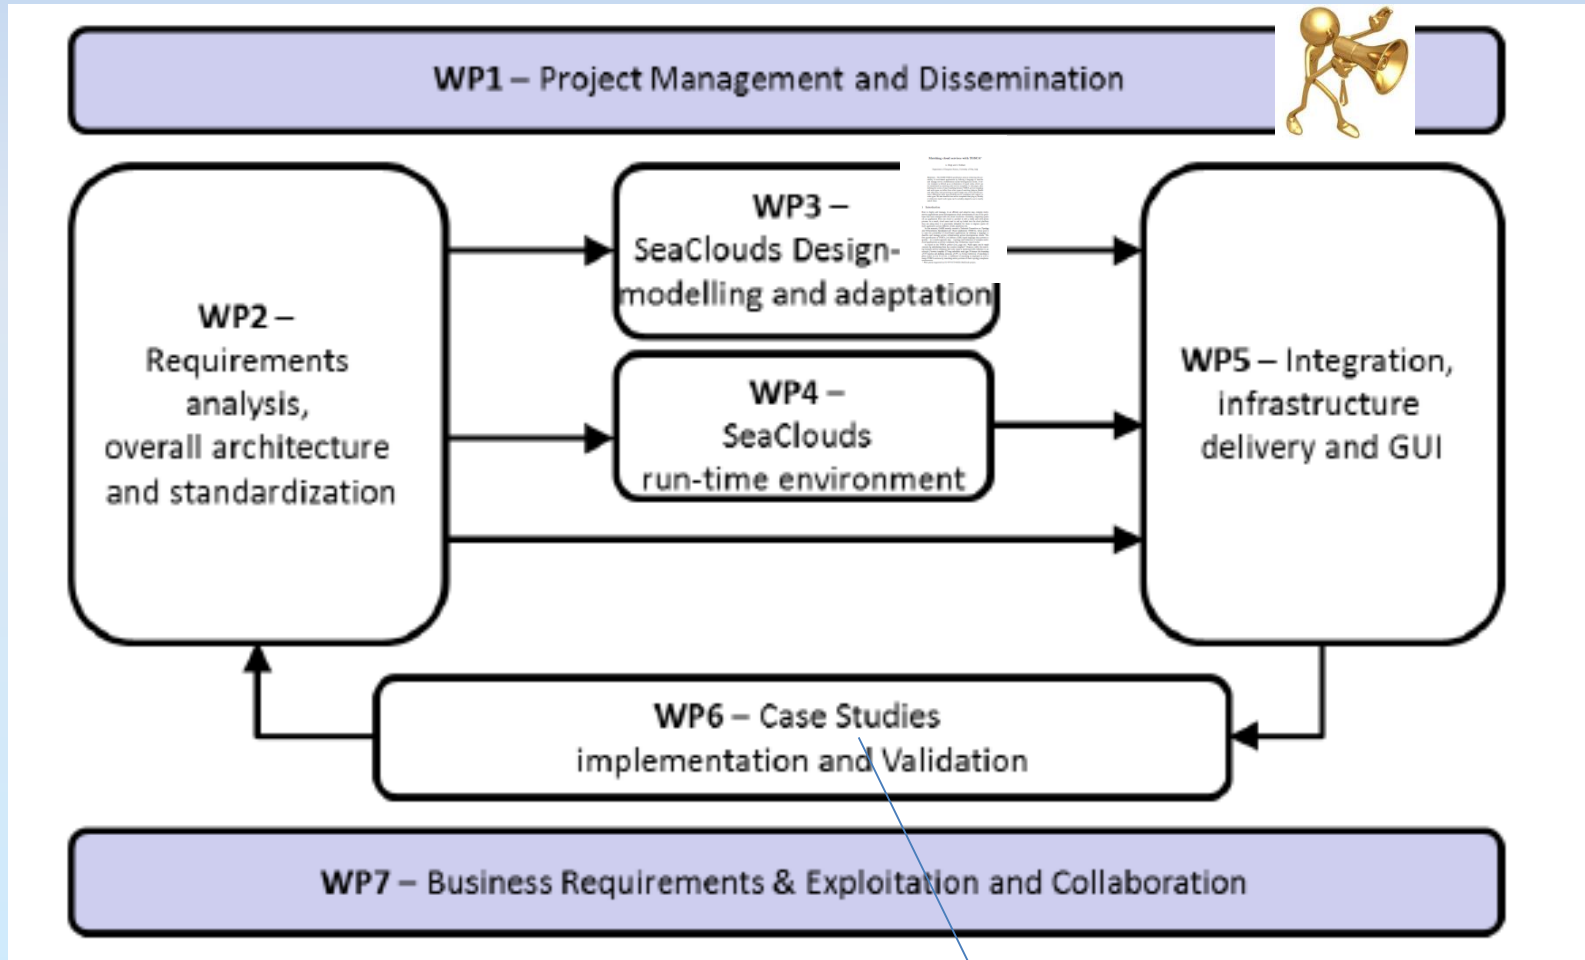 WP1 – Project Management and Dissemination
WP2 –
Requirements
analysis,
overall architecture
and standardization
WP3 –
SeaClouds Design-
modelling and adaptation
WP4 –
SeaClouds
run-time environment
WP5 – Integration,
infrastructure
delivery and GUI
WP6 – Case Studies
implementation and Validation
WP7 – Business Requirements & Exploitation and Collaboration